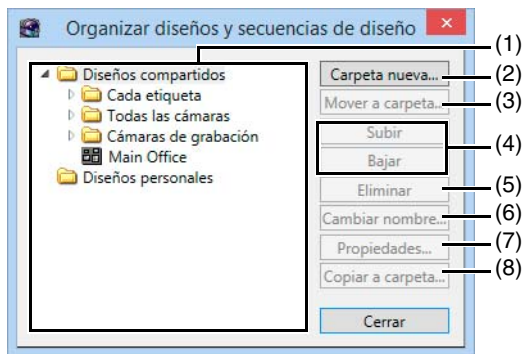 Organizar diseños y secuencias de diseño
(1)
Diseños compartidos
Carpeta nueva...
(2)
Cada etiqueta
Mover a carpeta...
(3)
Todas las cámaras
Subir
(4)
Cámaras de grabación
Main Office
Bajar
Diseños personales
Eliminar
(5)
Cambiar nombre...
(6)
Propiedades...
(7)
Copiar a carpeta...
(8)
Cerrar